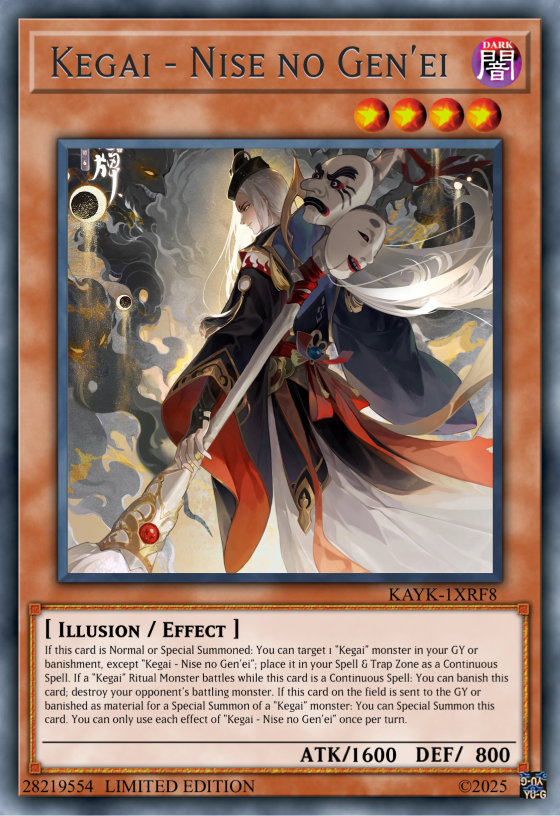 Kegai - Nise no Gen'ei
DARK
闇
牌
KAYK-1XRF8
[ Illusion / Effect ]
If this card is Normal or Special Summoned: You can target 1 "Kegai" monster in your GY or
banishment, except "Kegai - Nise no Gen'ei"; place it in your Spell & Trap Zone as a Continuous
Spell. If a "Kegai" Ritual Monster battles while this card is a Continuous Spell: You can banish this
card; destroy your opponent's battling monster. If this card on the field is sent to the GY or
banished as material for a Special Summon of a "Kegai" monster: You can Special Summon this
card. You can only use each effect of "Kegai - Nise no Gen'ei" once per turn.
ATK/1600 DEF/ 800
28219554 LIMITED EDITION
©2025